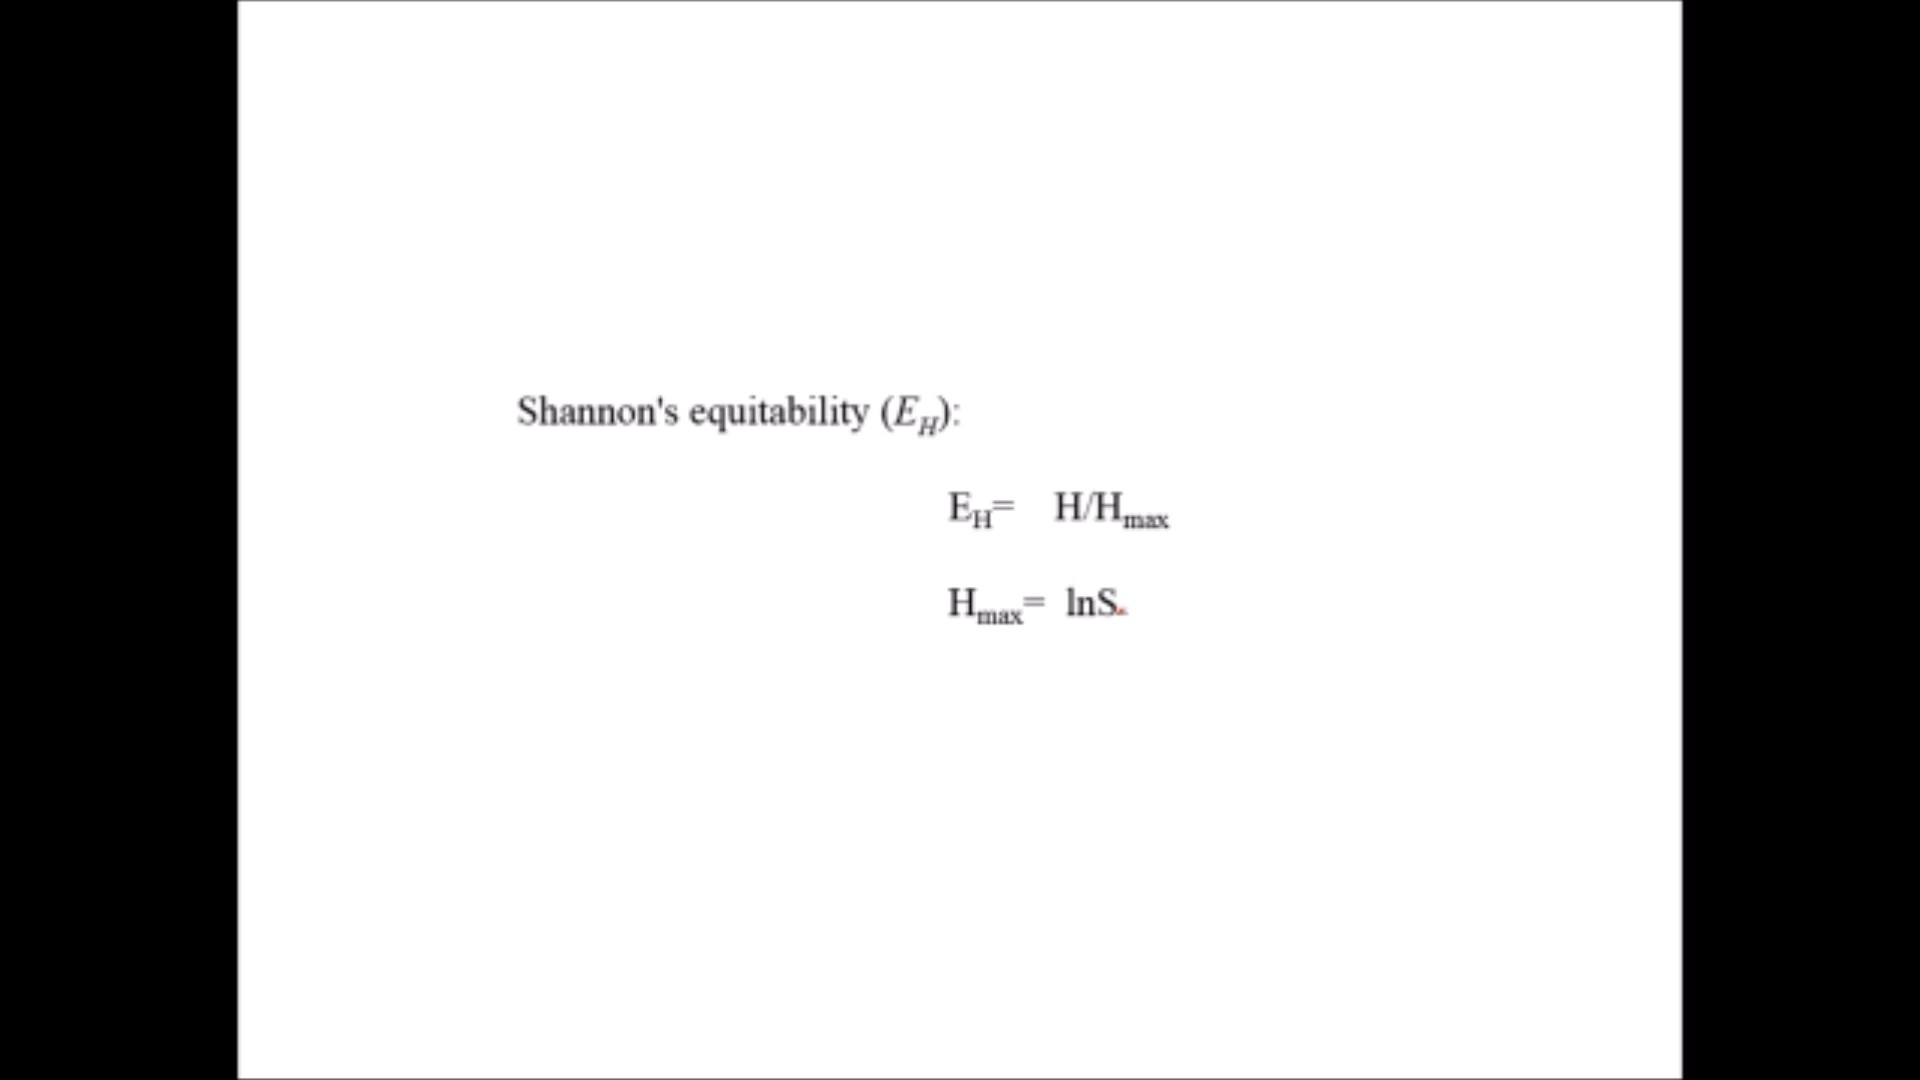 Shannon's equitability (E_H):
E_H= H/H_max
H_max= lnS